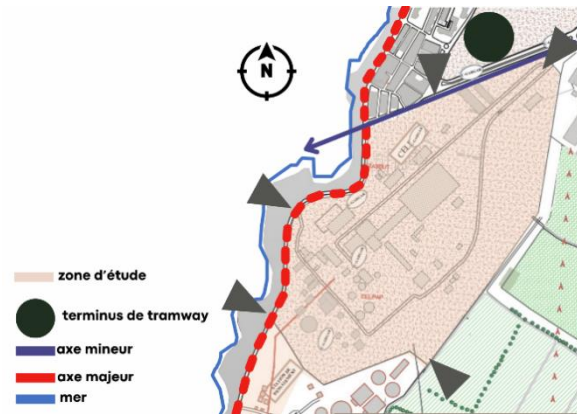 N
zone d'étude
terminus de tramway
axe mineur
axe majeur
mer